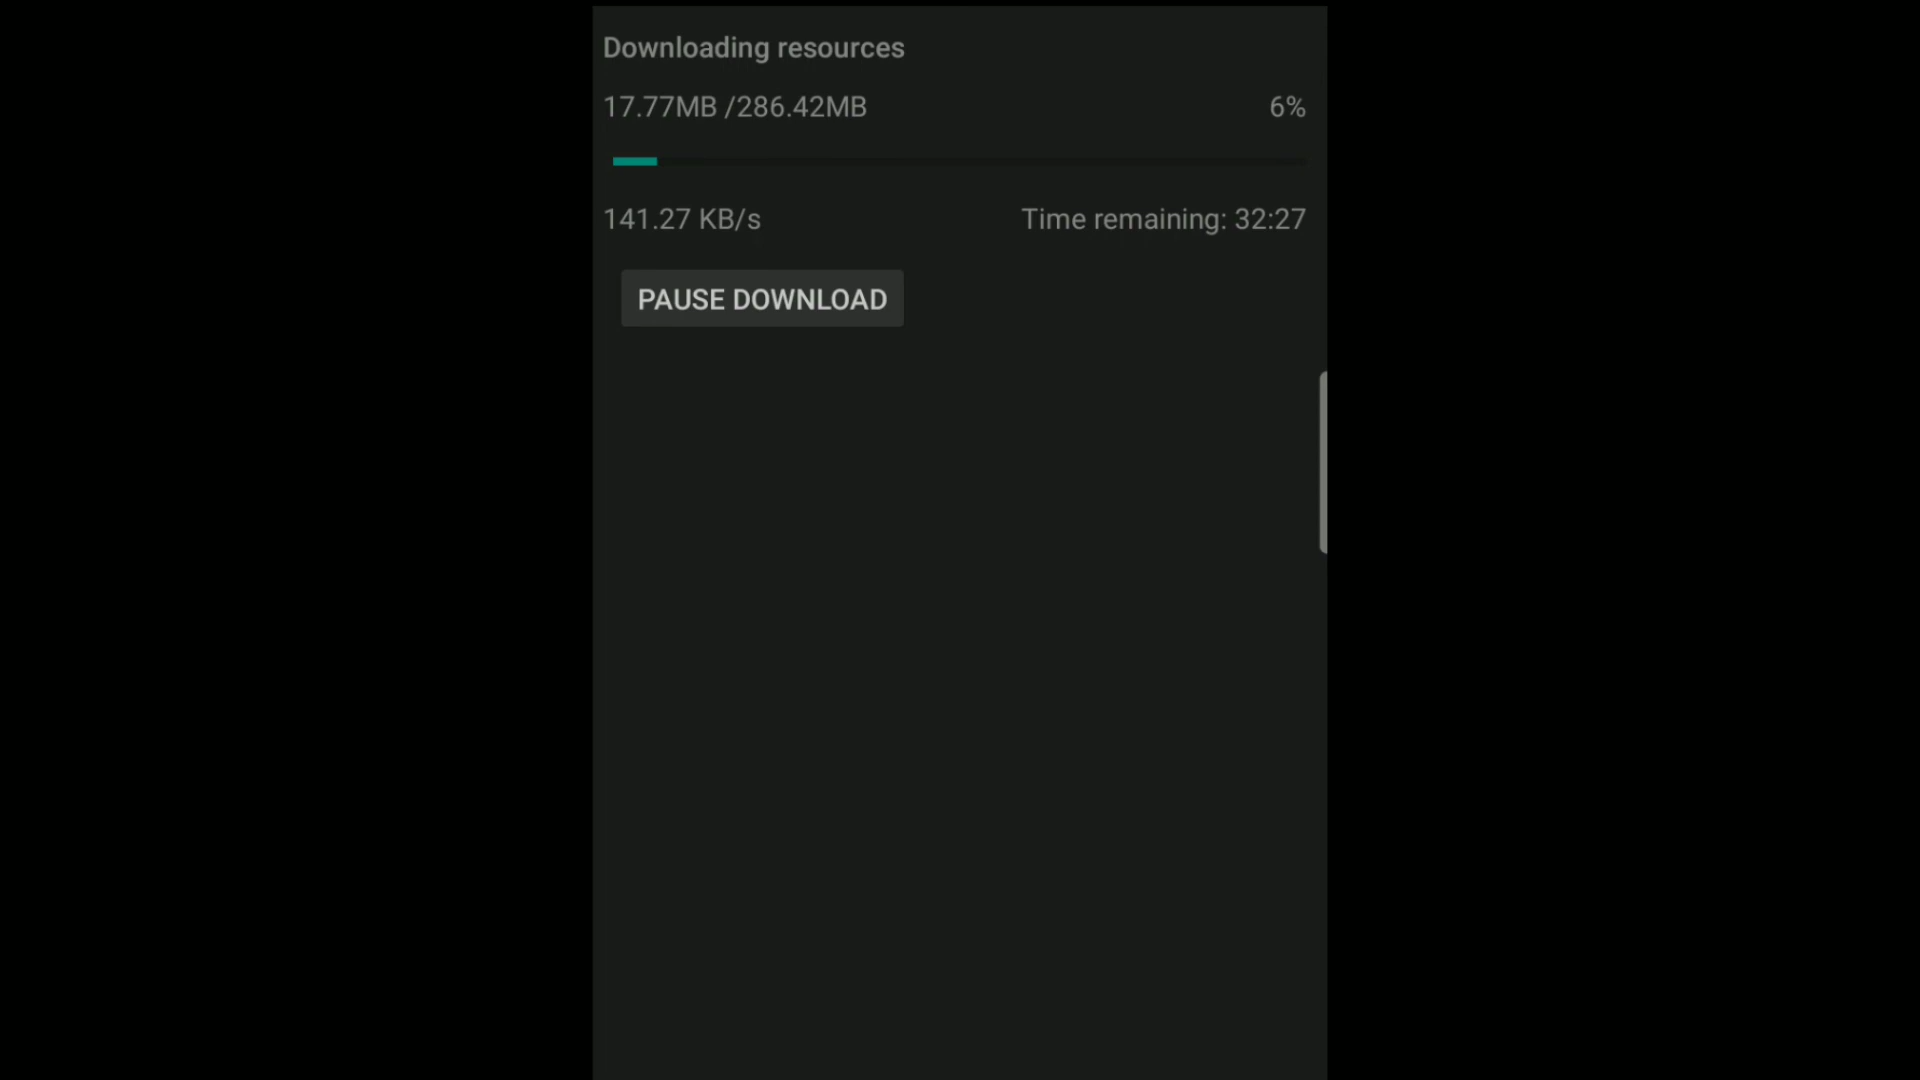 Downloading resources
17.77MB /286.42MB 6%
141.27 KB/s Time remaining: 32:27
PAUSE DOWNLOAD